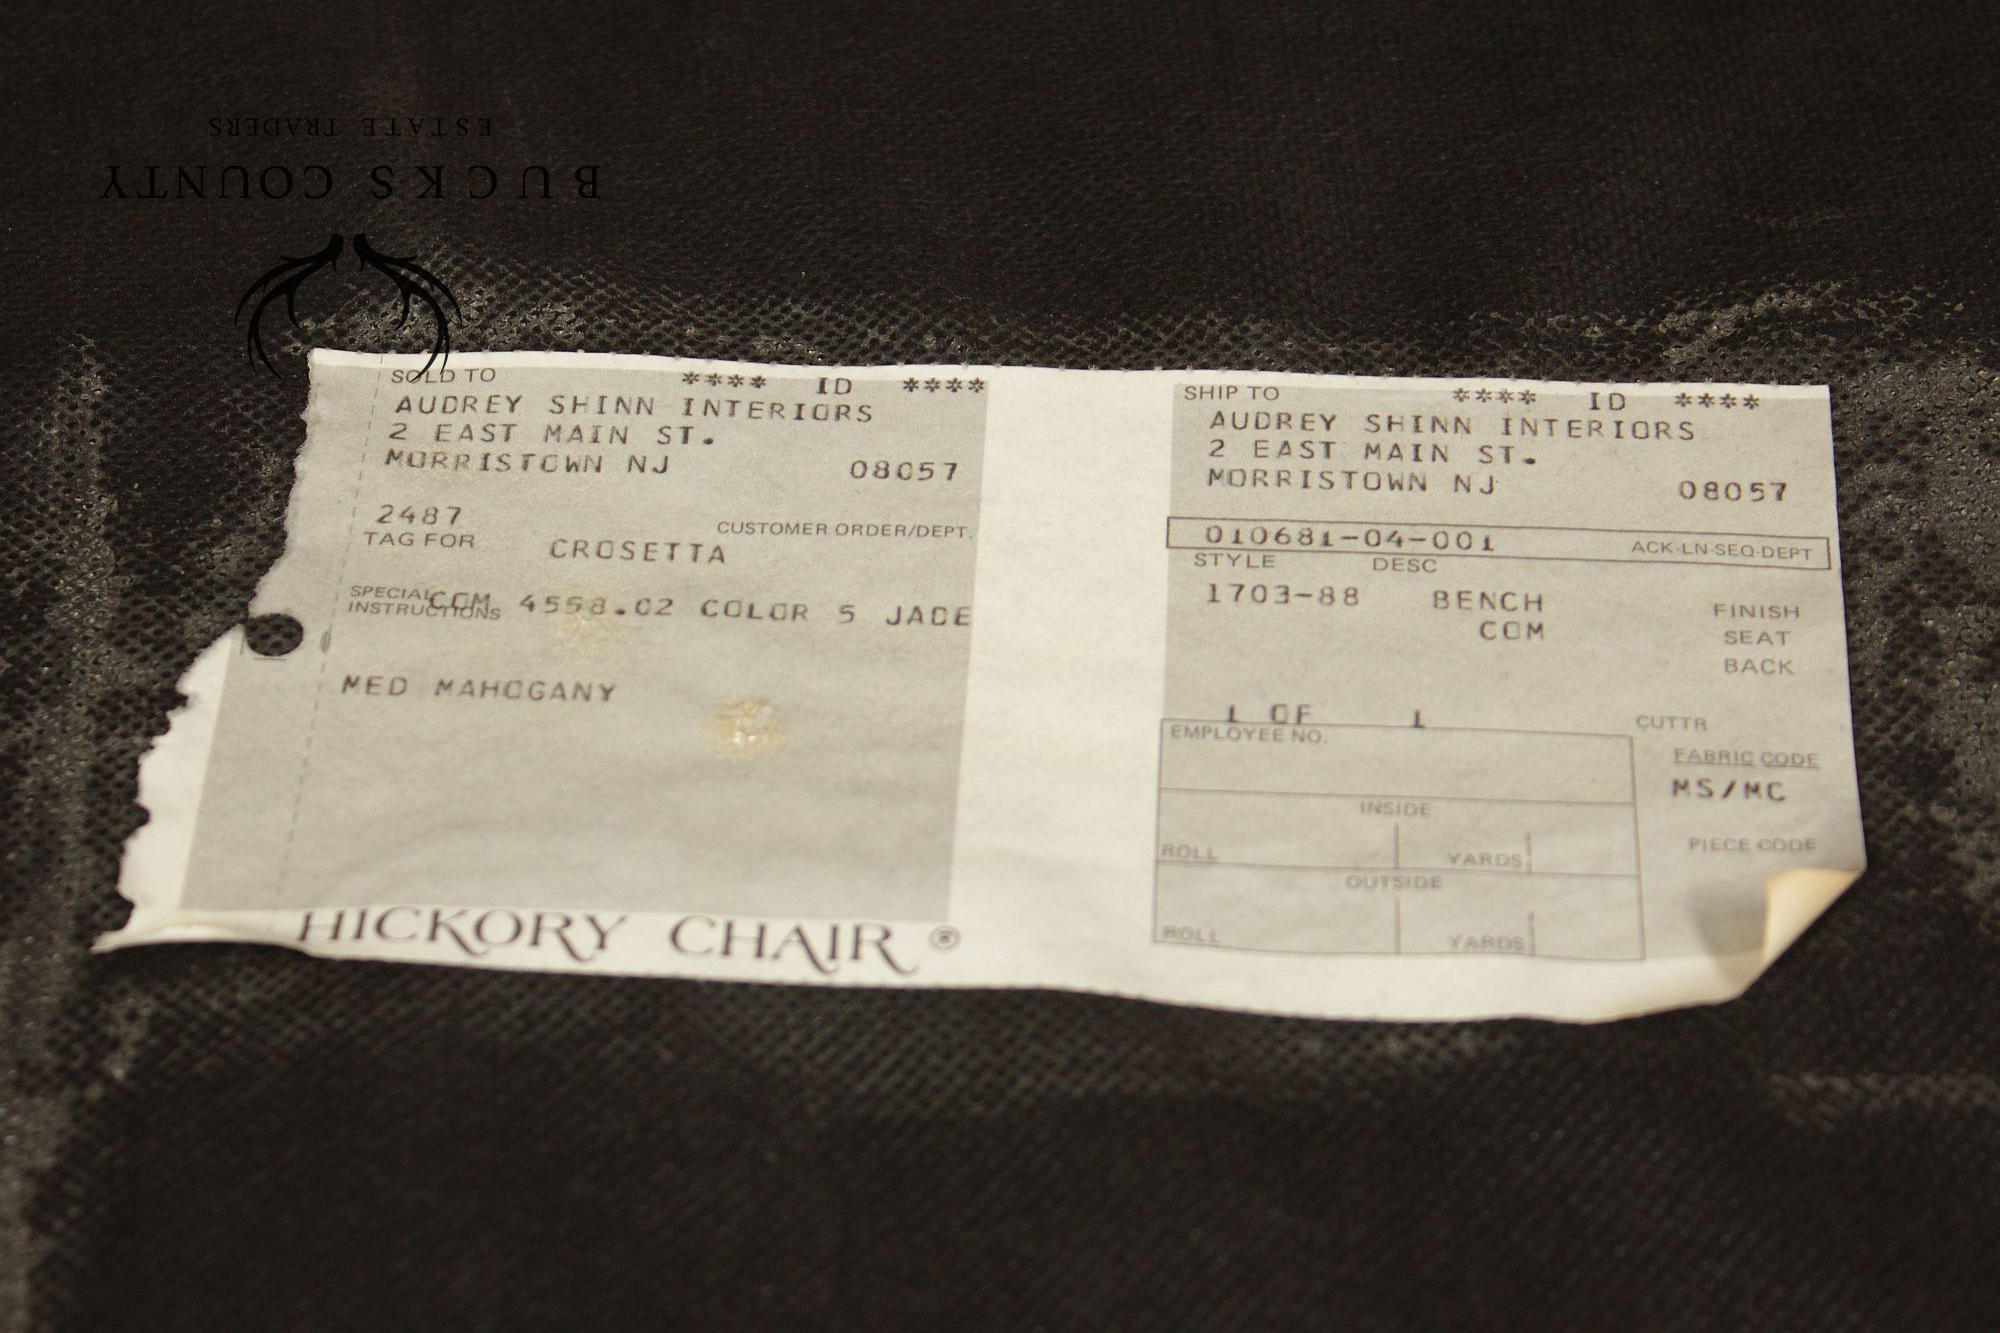 BUCKS COUNTY
ESTATE TRADERS
SOLD TO **** ID ****
AUDREY SHINN INTERIORS
2 EAST MAIN ST.
MORRISTOWN NJ 08057
2487
TAG FOR CROSETTA CUSTOMER ORDER/DEPT.
SPECIAL INSTRUCTIONS COM 4558.02 COLOR 5 JADE
MED MAHOGANY
HICKORY CHAIR ®
SHIP TO **** ID ****
AUDREY SHINN INTERIORS
2 EAST MAIN ST.
MORRISTOWN NJ 08057
010681-04-001 ACK-LN-SEQ-DEPT
STYLE DESC
1703-88 BENCH FINISH
COM SEAT
BACK
1 OF 1 CUTTR
EMPLOYEE NO.
FABRIC CODE
MS/MC
INSIDE
ROLL YARDS PIECE CODE
OUTSIDE
ROLL YARDS